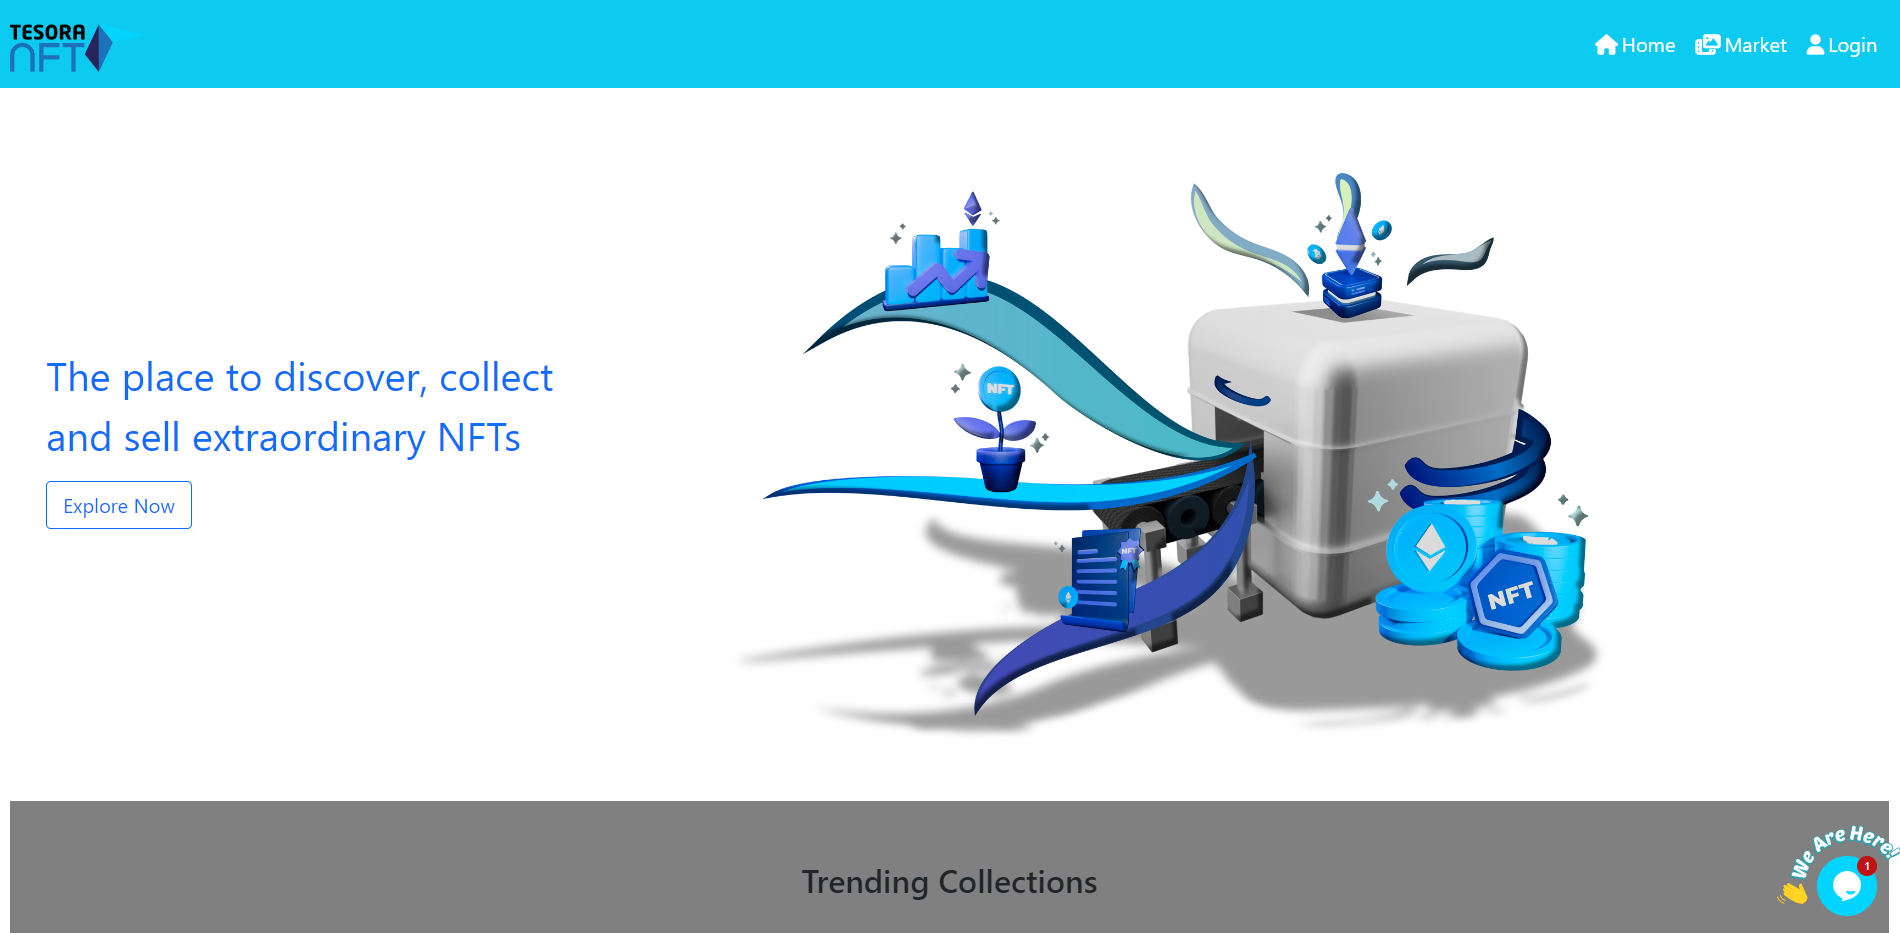 TESORA
NFT
Home
Market
Login
NFT
The place to discover, collect
and sell extraordinary NFTs
Explore Now
NFT
NFT
Trending Collections
We Are Here!
1